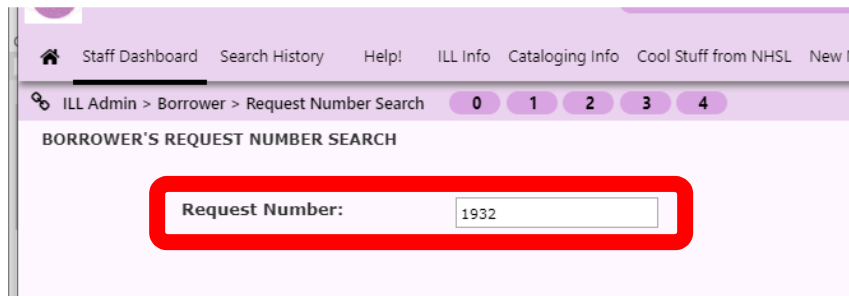 Staff Dashboard Search History Help! ILL Info Cataloging Info Cool Stuff from NHSL New
ILL Admin > Borrower > Request Number Search 0 1 2 3 4
BORROWER'S REQUEST NUMBER SEARCH
Request Number: 1932